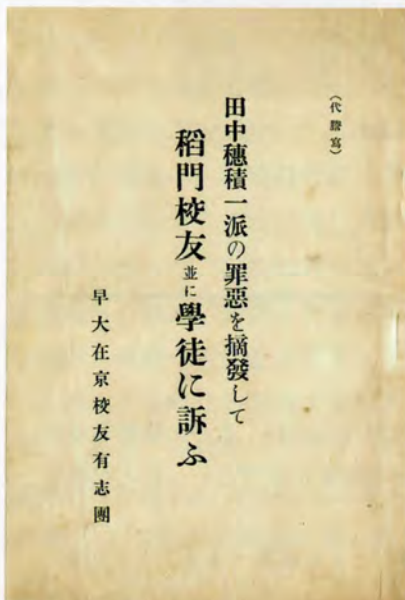 （代謄寫）
田中穗積一派の罪惡を摘發して
稻門校友並に學徒に訴ふ
早大在京校友有志團